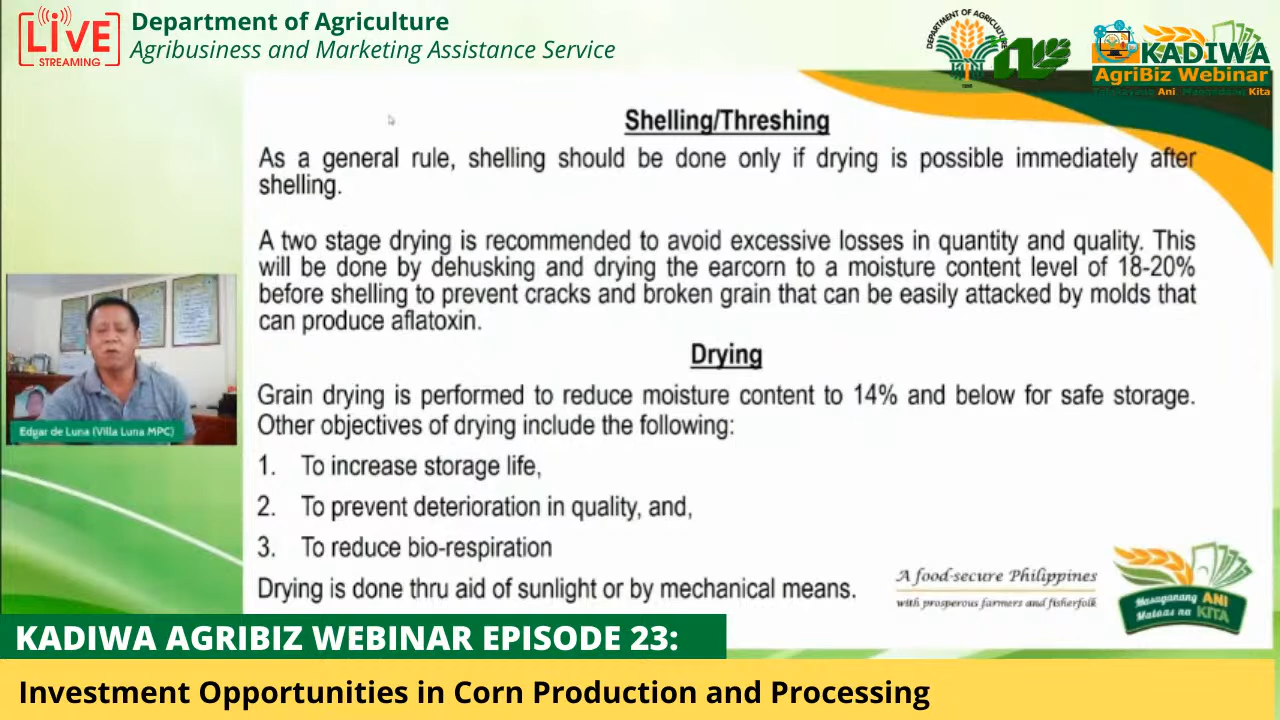 LIVE
STREAMING
Department of Agriculture
Agribusiness and Marketing Assistance Service
DEPARTMENT OF AGRICULTURE
KADIWA
AgriBiz Webinar
Ani Kita
Shelling/Threshing
As a general rule, shelling should be done only if drying is possible immediately after
shelling.
A two stage drying is recommended to avoid excessive losses in quantity and quality. This
will be done by dehusking and drying the earcorn to a moisture content level of 18-20%
before shelling to prevent cracks and broken grain that can be easily attacked by molds that
can produce aflatoxin.
Drying
Grain drying is performed to reduce moisture content to 14% and below for safe storage.
Other objectives of drying include the following:
1. To increase storage life,
2. To prevent deterioration in quality, and,
3. To reduce bio-respiration
Drying is done thru aid of sunlight or by mechanical means.
Edgar de Luna (Villa Luna MPC)
A food-secure Philippines
with prosperous farmers and fisherfolk
Masaganang ANI
Mataas na KITA
KADIWA AGRIBIZ WEBINAR EPISODE 23:
Investment Opportunities in Corn Production and Processing